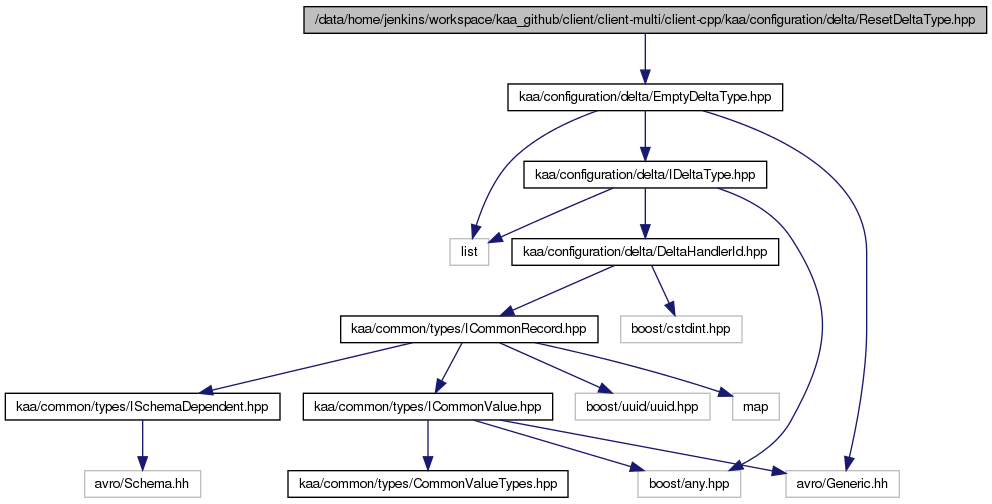 /data/home/jenkins/workspace/kaa_github/client/client-multi/client-cpp/kaa/configuration/delta/ResetDeltaType.hpp
kaa/configuration/delta/EmptyDeltaType.hpp
kaa/configuration/delta/IDeltaType.hpp
list
kaa/configuration/delta/DeltaHandlerId.hpp
kaa/common/types/ICommonRecord.hpp
boost/cstdint.hpp
kaa/common/types/ISchemaDependent.hpp
kaa/common/types/ICommonValue.hpp
boost/uuid/uuid.hpp
map
avro/Schema.hh
kaa/common/types/CommonValueTypes.hpp
boost/any.hpp
avro/Generic.hh